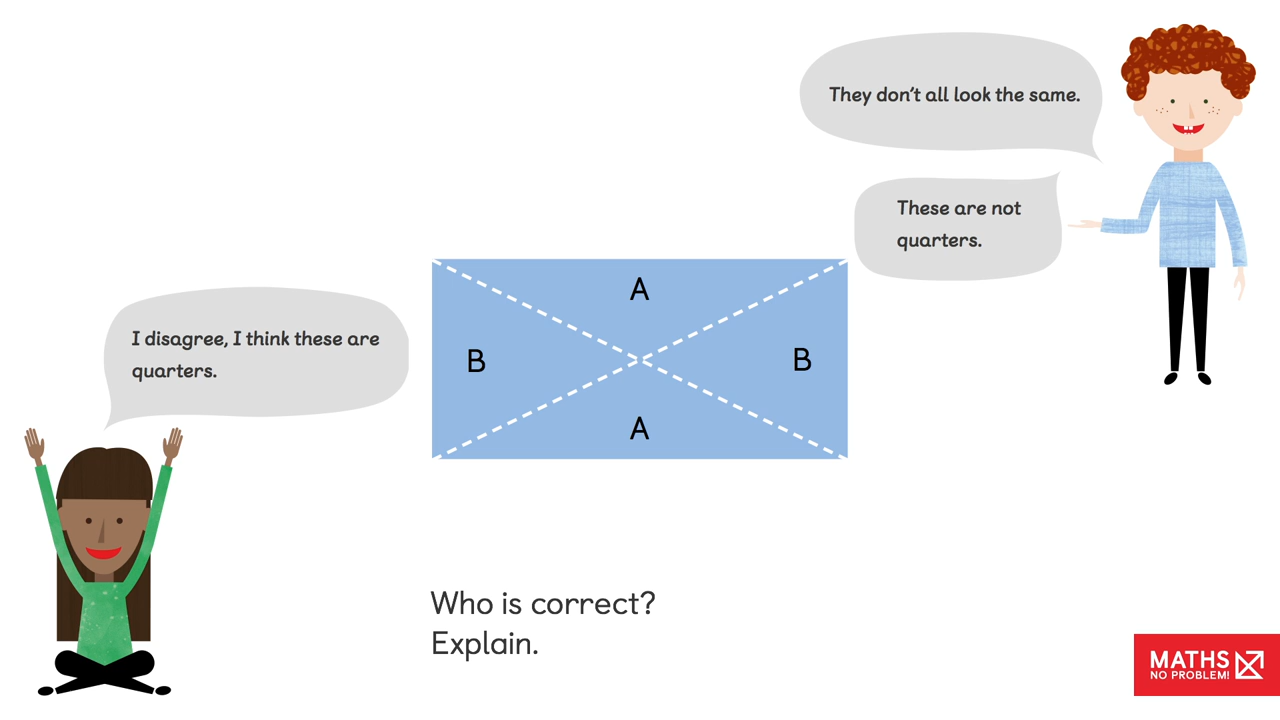 They don't all look the same.
These are not
quarters.
I disagree, I think these are
quarters.
A
B
B
A
Who is correct?
Explain.
MATHS
NO PROBLEM!